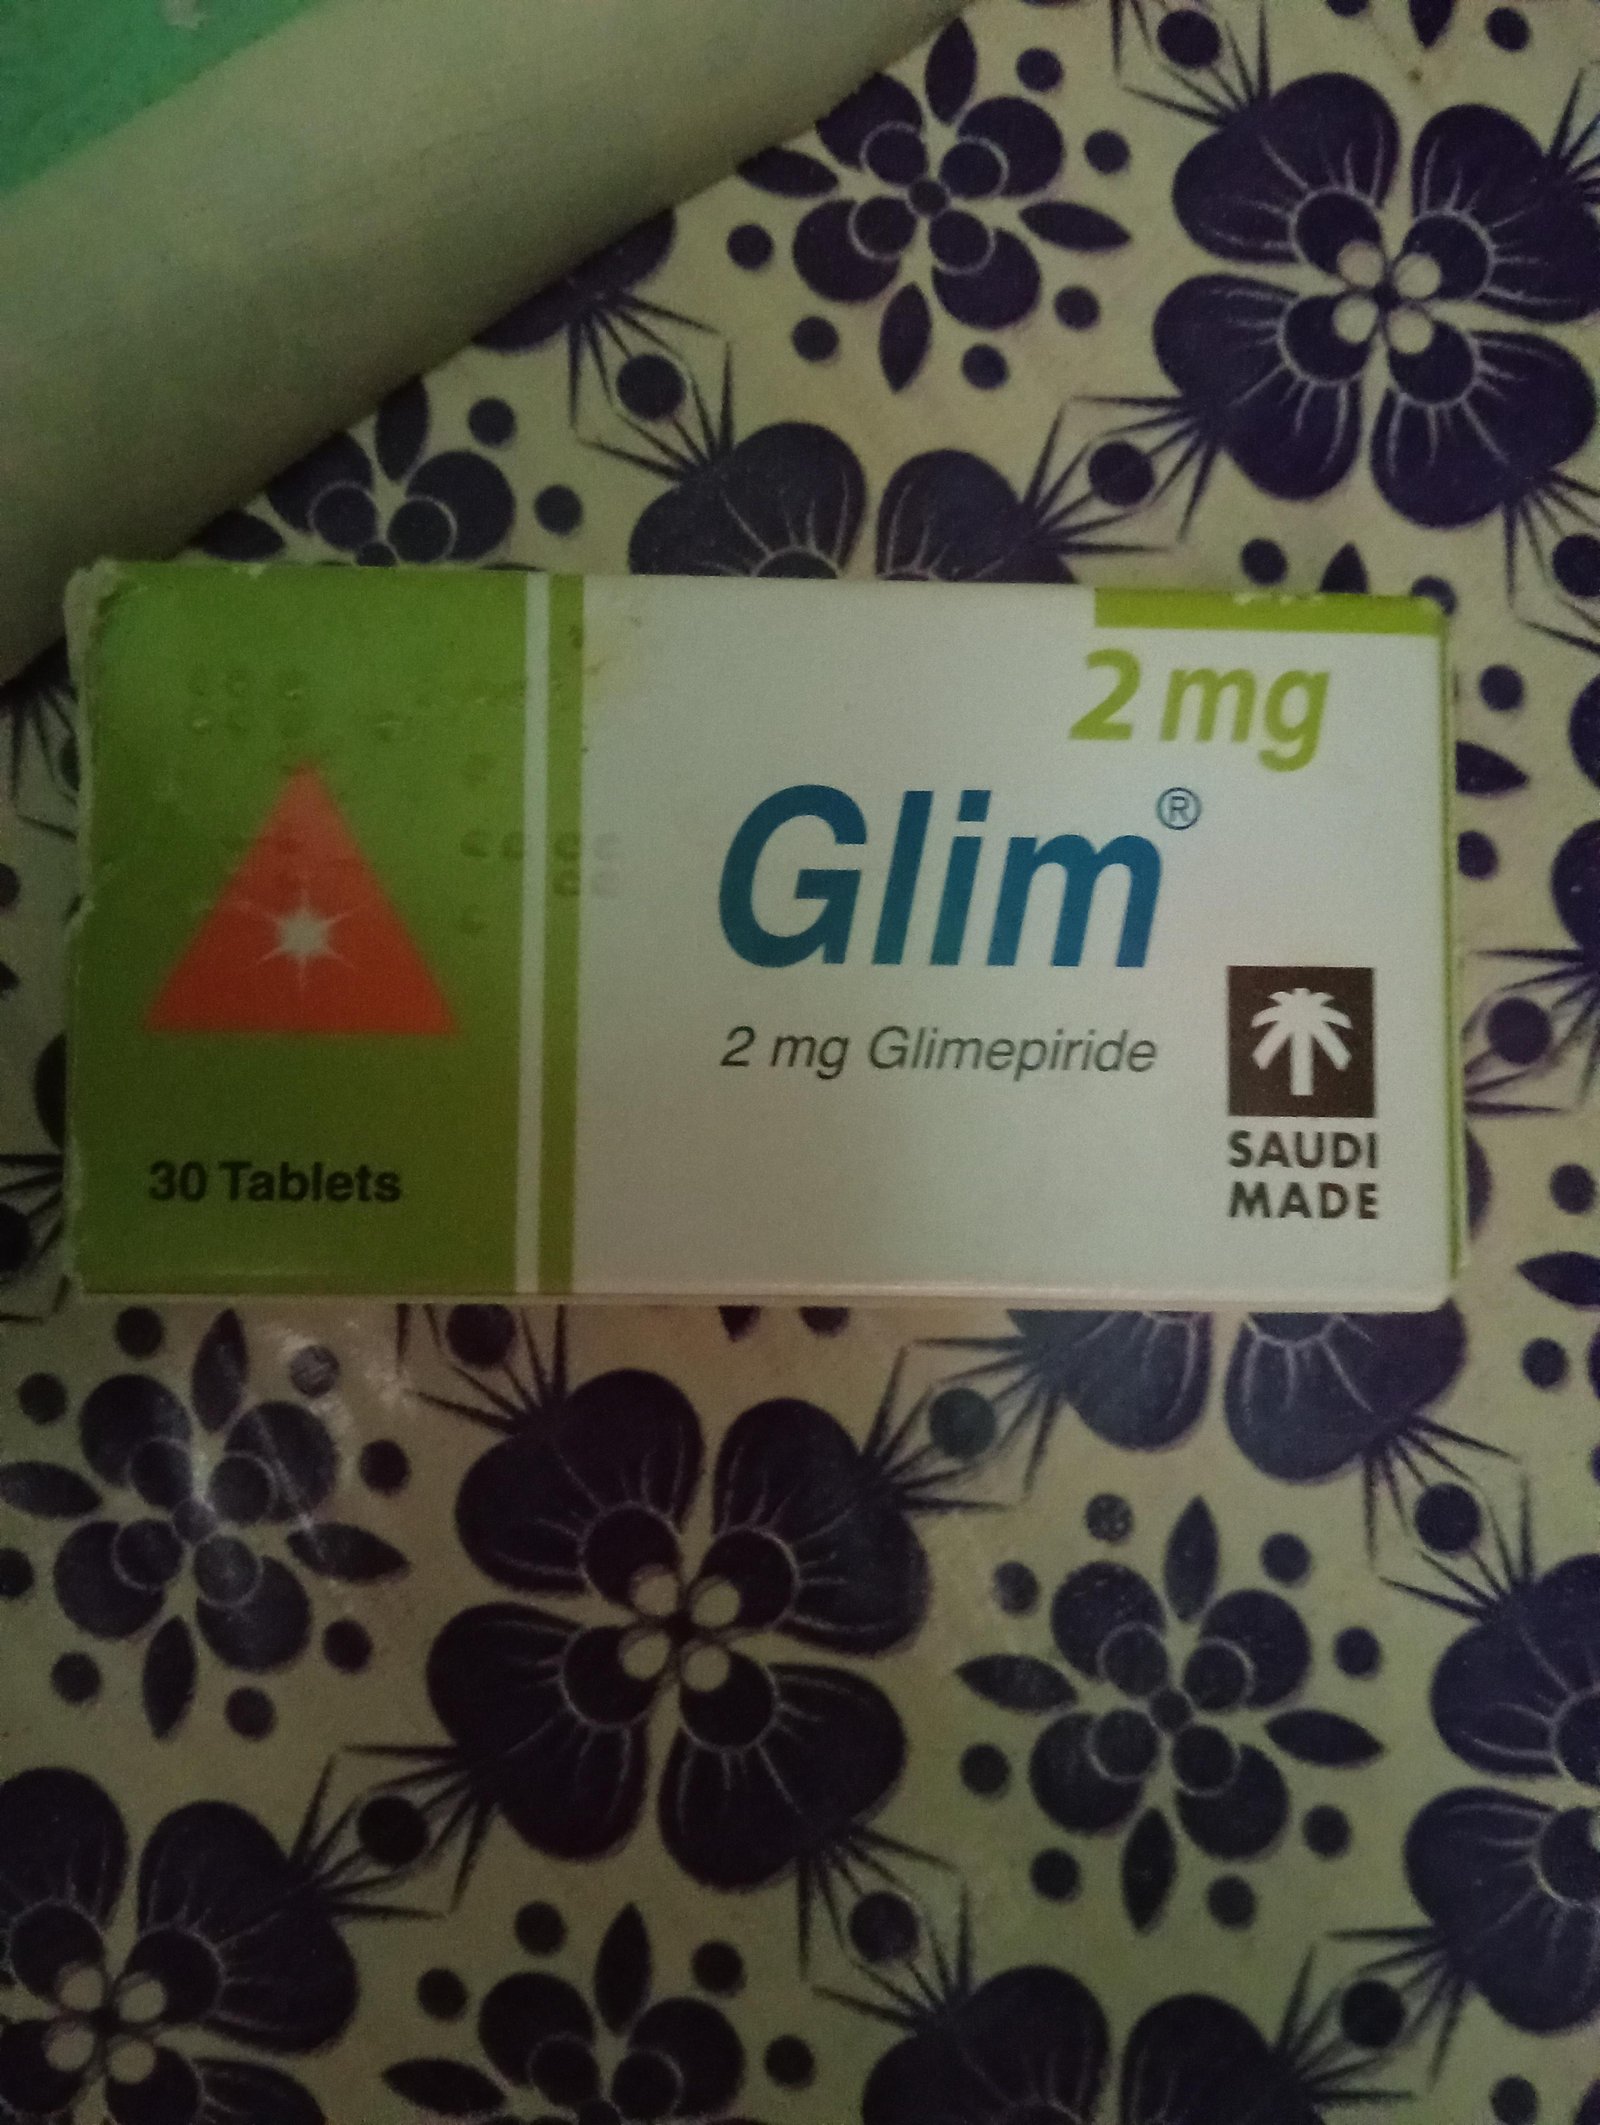 2 mg
Glim®
2 mg Glimepiride
SAUDI
MADE
30 Tablets